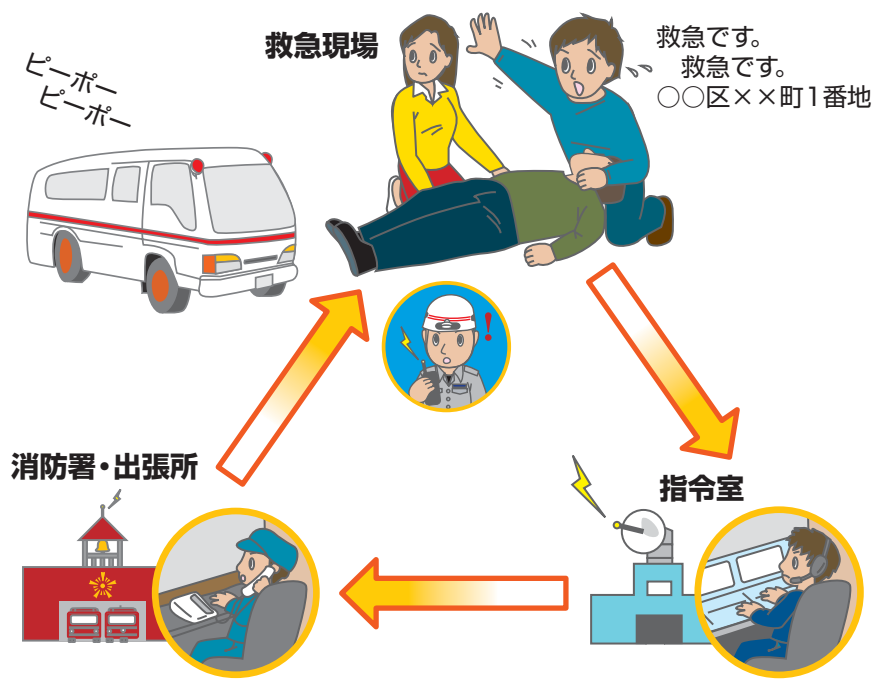 救急現場
救急です。
救急です。
○○区××町1番地
ピーポー
ピーポー
消防署・出張所
指令室